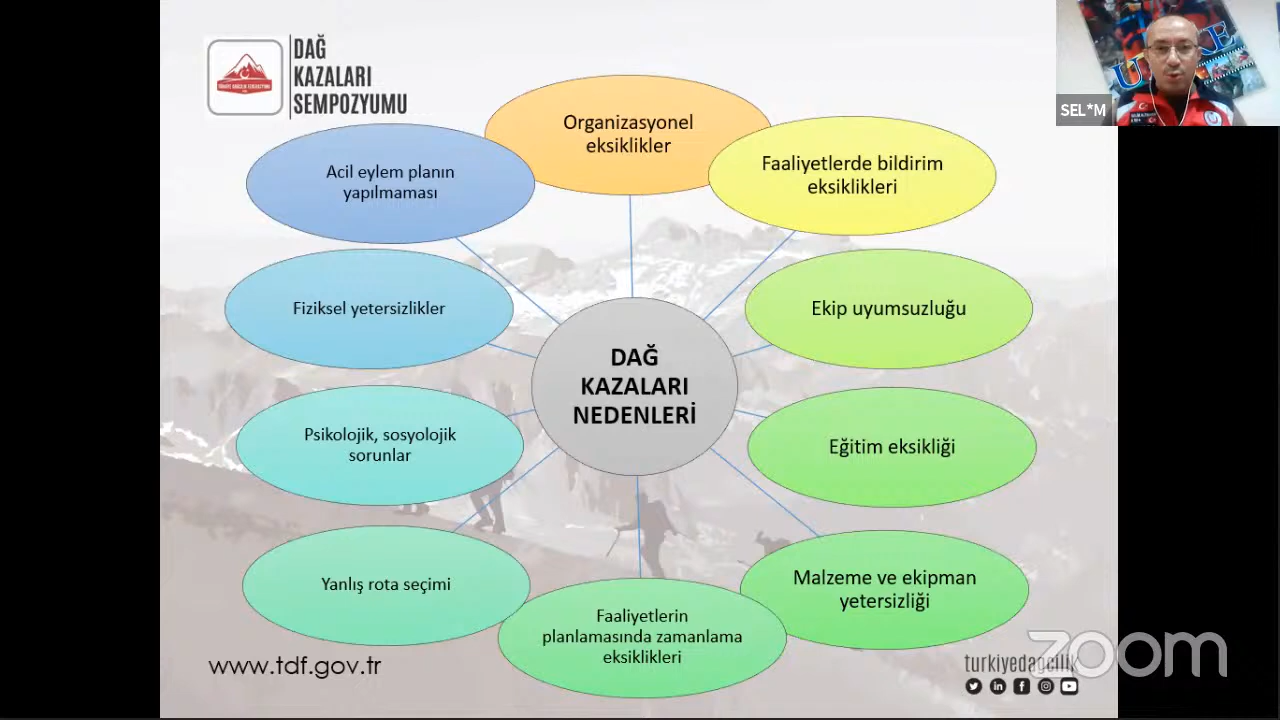 DAĞ
KAZALARI
SEMPOZYUMU
SEL*M
Organizasyonel
eksiklikler
Faaliyetlerde bildirim
eksiklikleri
Acil eylem planın
yapılmaması
Fiziksel yetersizlikler
Ekip uyumsuzluğu
DAĞ
KAZALARI
NEDENLERİ
Psikolojik, sosyolojik
sorunlar
Eğitim eksikliği
Yanlış rota seçimi
Malzeme ve ekipman
yetersizliği
Faaliyetlerin
planlamasında zamanlama
eksiklikleri
www.tdf.gov.tr
turkiyedagcilik
zoom